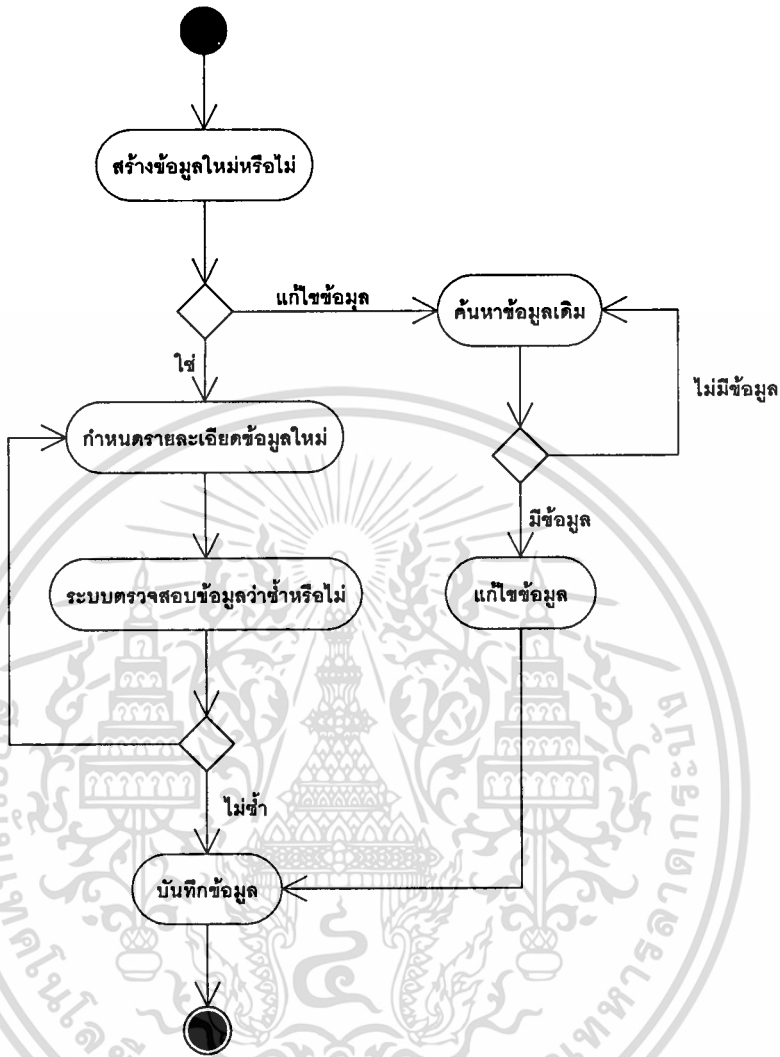 สร้างข้อมูลใหม่หรือไม่
แก้ไขข้อมูล
ค้นหาข้อมูลเดิม
ใช่
ไม่มีข้อมูล
กำหนดรายละเอียดข้อมูลใหม่
มีข้อมูล
ระบบตรวจสอบข้อมูลว่าซ้ำหรือไม่
แก้ไขข้อมูล
ไม่ซ้ำ
บันทึกข้อมูล